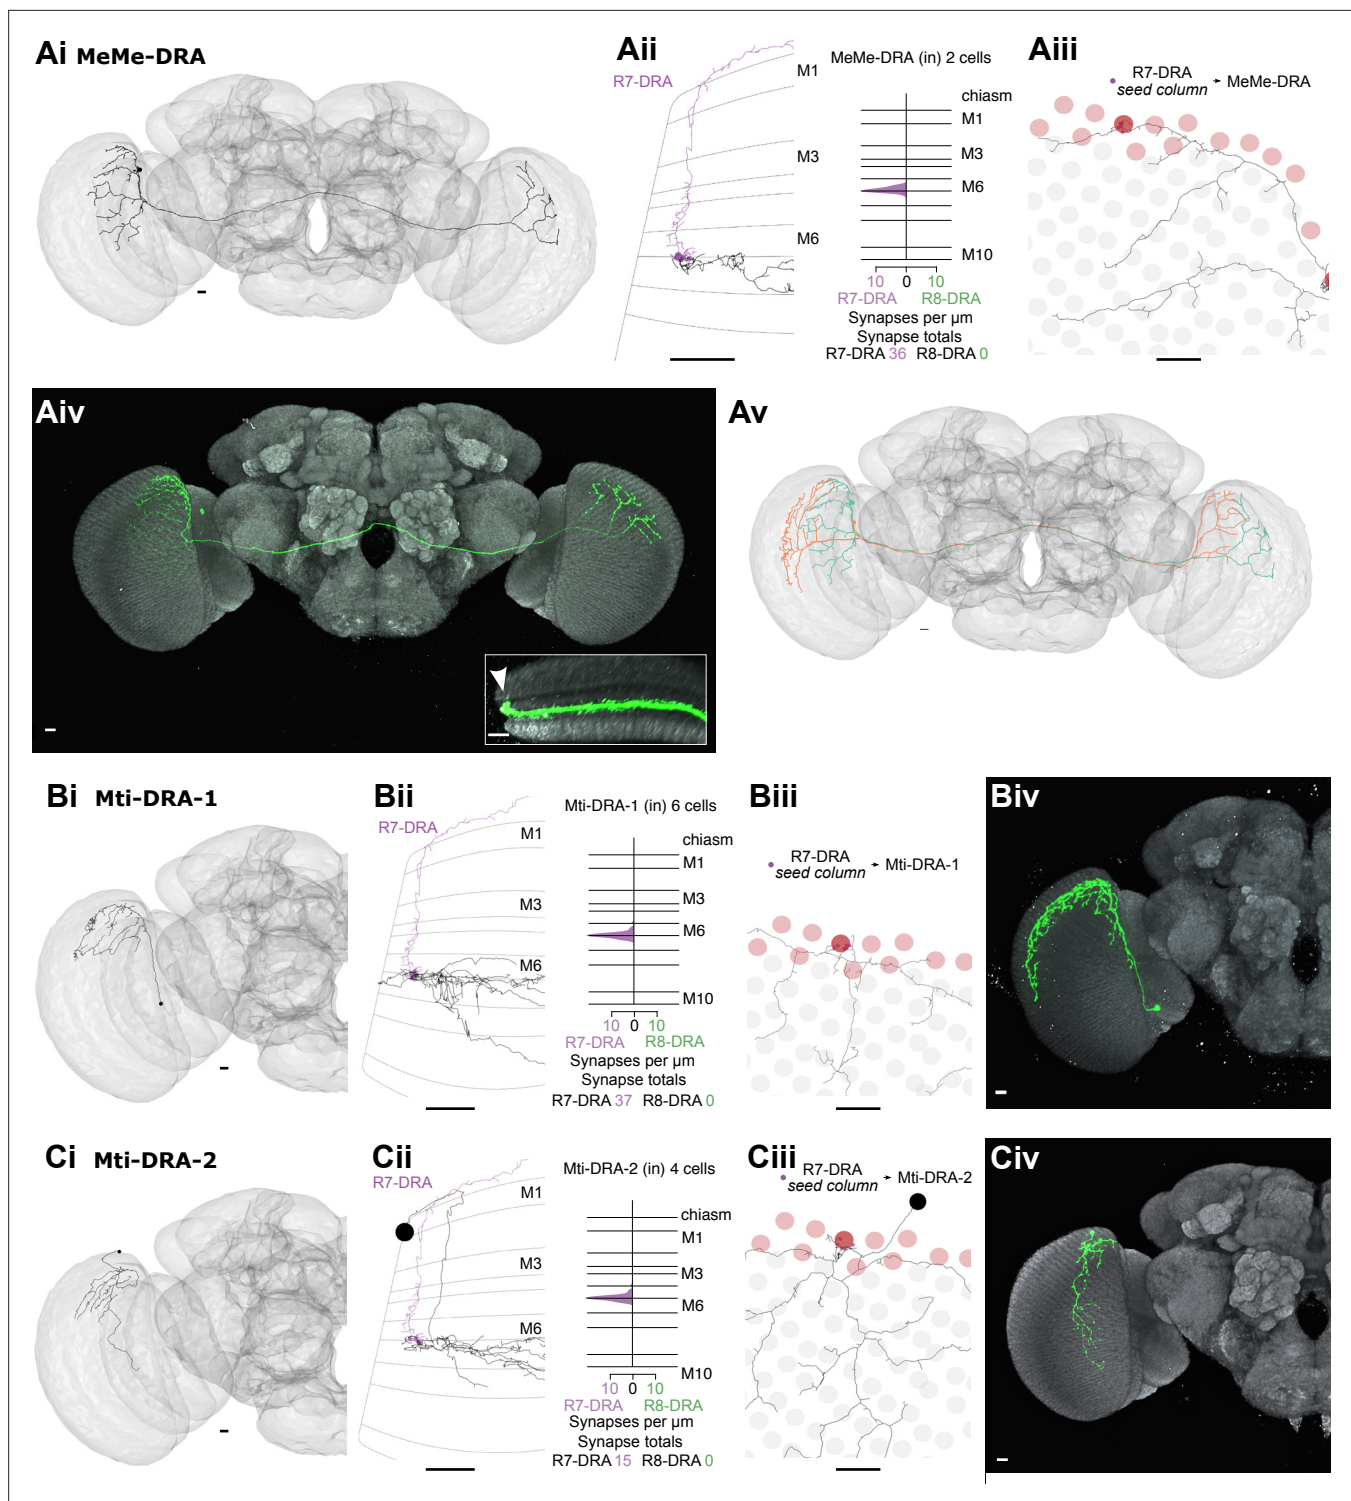 Ai MeMe-DRA
Aii
R7-DRA
M1
M3
M6
MeMe-DRA (in) 2 cells
chiasm
M1
M3
M6
M10
10 0 10
R7-DRA R8-DRA
Synapses per µm
Synapse totals
R7-DRA 36 R8-DRA 0
Aiii
R7-DRA
seed column
MeMe-DRA
Aiv
Av
Bi Mti-DRA-1
Bii
R7-DRA
M1
M3
M6
Mti-DRA-1 (in) 6 cells
chiasm
M1
M3
M6
M10
10 0 10
R7-DRA R8-DRA
Synapses per µm
Synapse totals
R7-DRA 37 R8-DRA 0
Biii
R7-DRA
seed column
Mti-DRA-1
Biv
Ci Mti-DRA-2
Cii
R7-DRA
M1
M3
M6
Mti-DRA-2 (in) 4 cells
chiasm
M1
M3
M6
M10
10 0 10
R7-DRA R8-DRA
Synapses per µm
Synapse totals
R7-DRA 15 R8-DRA 0
Ciii
R7-DRA
seed column
Mti-DRA-2
Civ